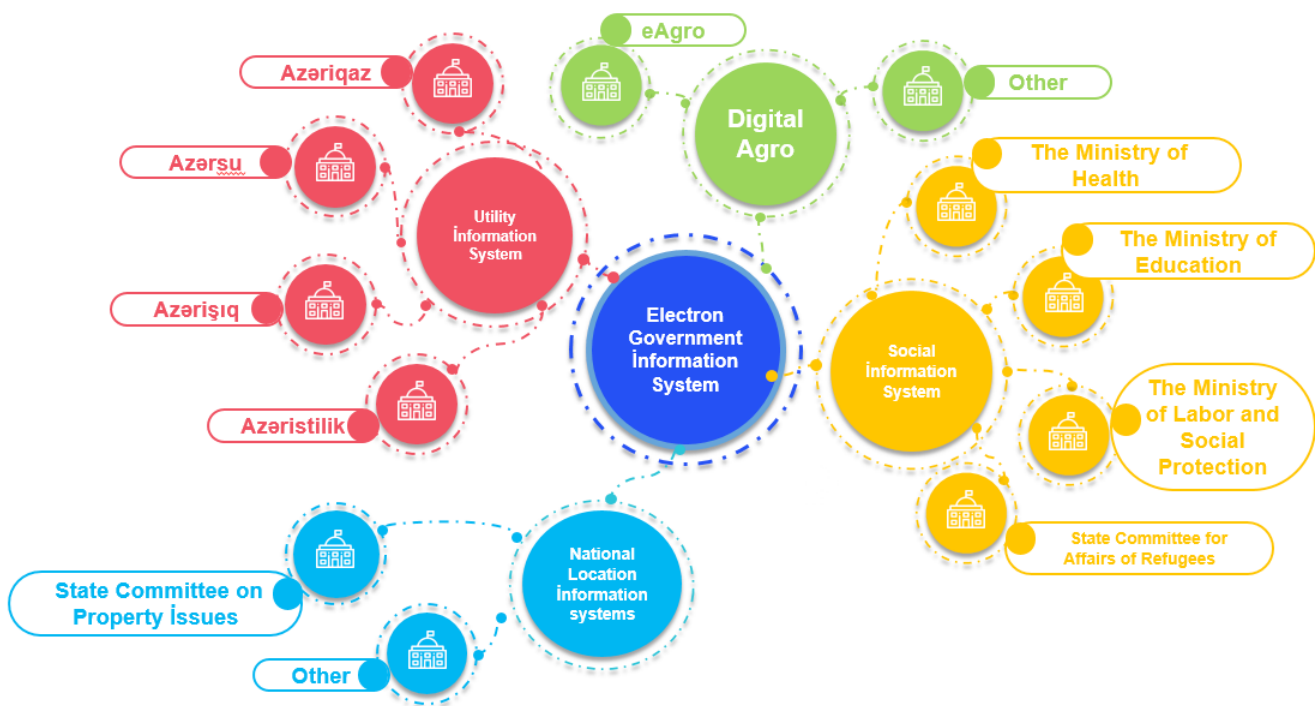 eAgro
Azəriqaz
Digital
Agro
Other
Azərsu
The Ministry of
Health
Utility
İnformation
System
The Ministry of
Education
Azərişıq
Electron
Government
İnformation
System
Social
İnformation
System
Azəristilik
The Ministry
of Labor and
Social
Protection
State Committee for
Affairs of Refugees
National
Location
İnformation
systems
State Committee on
Property İssues
Other